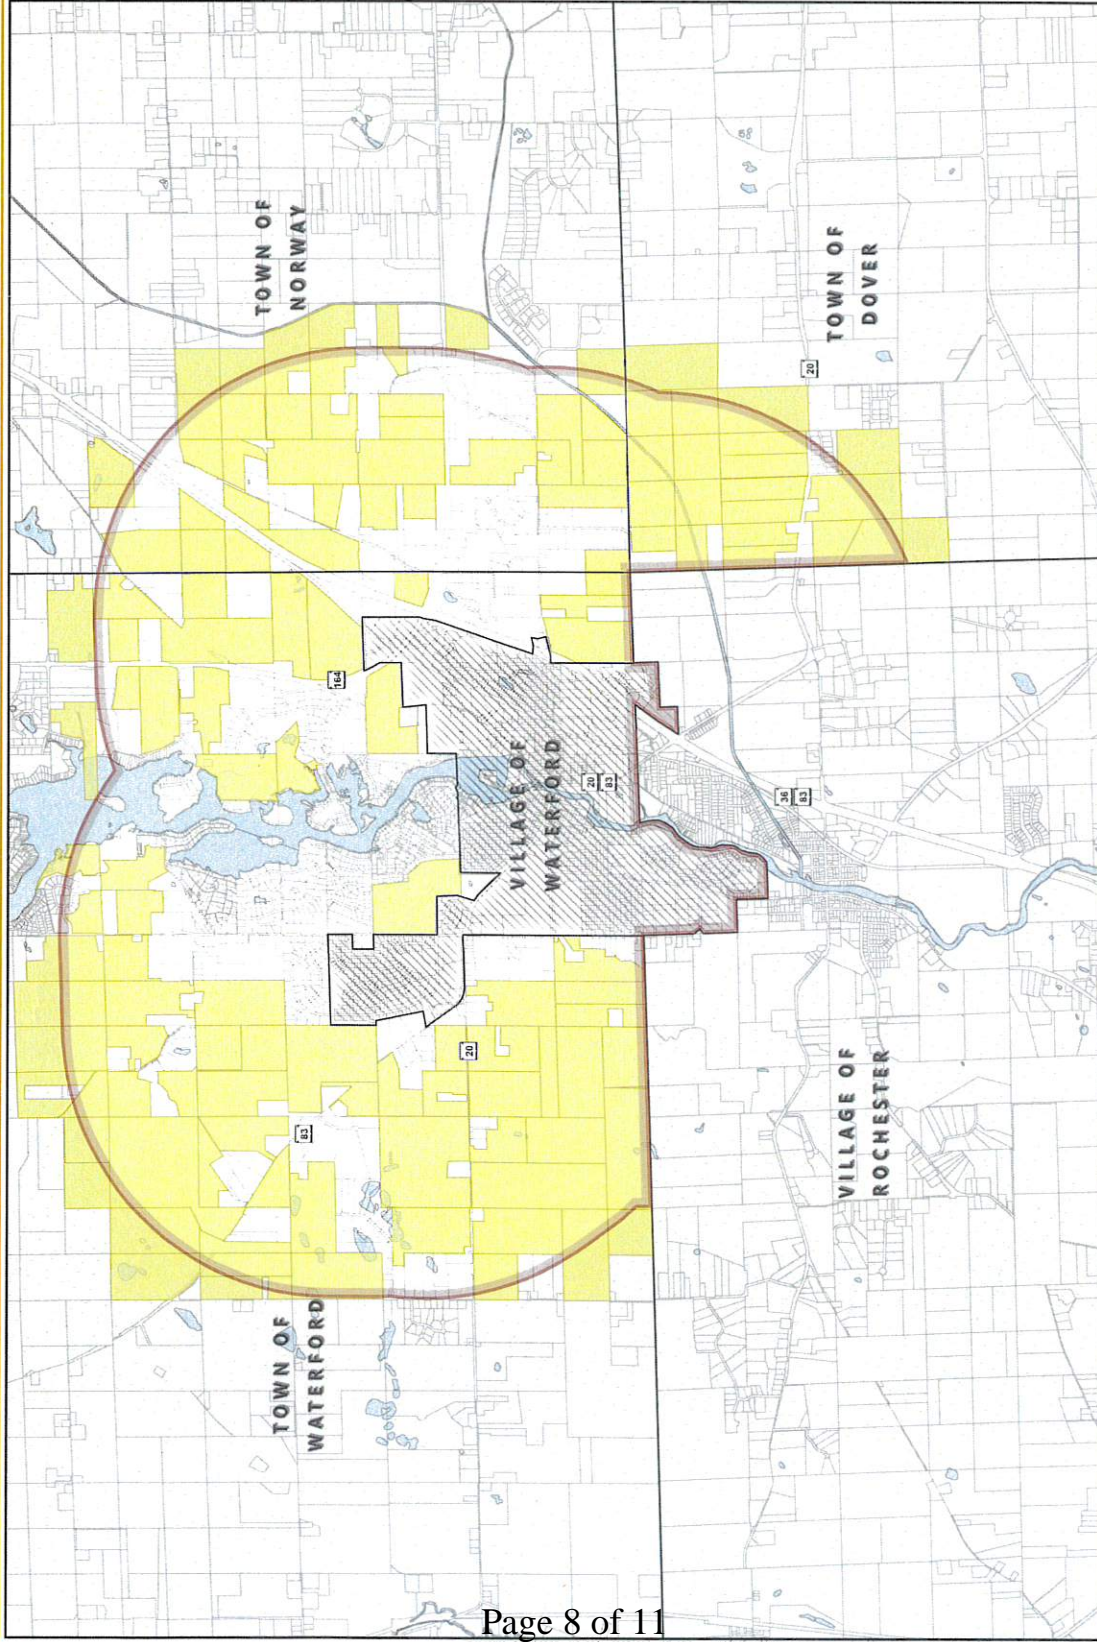 TOWN OF
NORWAY
TOWN OF
DOVER
20
164
VILLAGE OF
WATERFORD
20
83
36
83
20
83
VILLAGE OF
ROCHESTER
TOWN OF
WATERFORD
Page 8 of 11